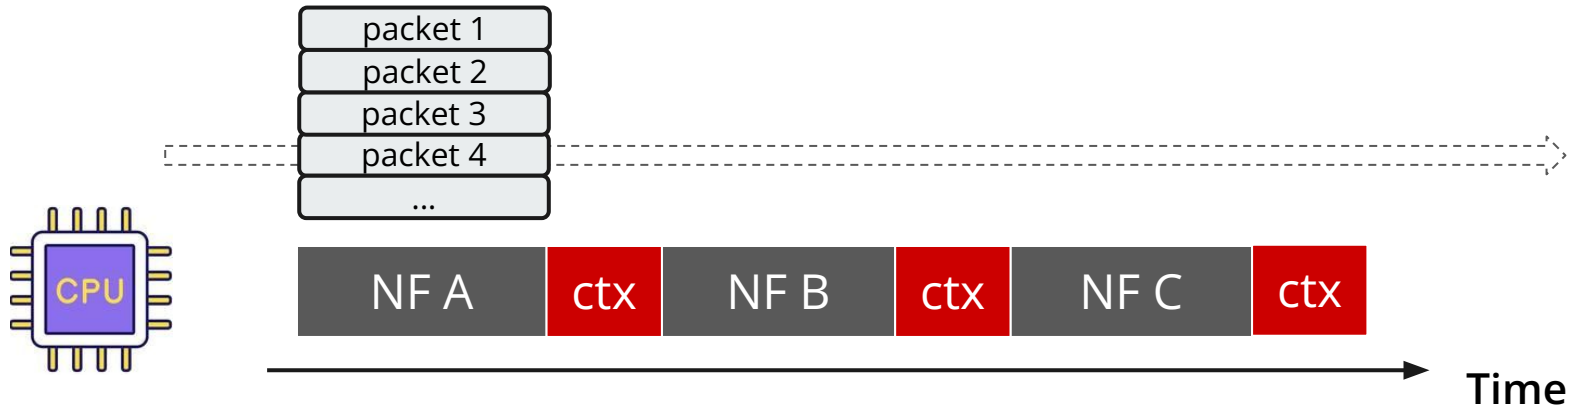 packet 1
packet 2
packet 3
packet 4
...
CPU
NF A ctx NF B ctx NF C ctx
Time